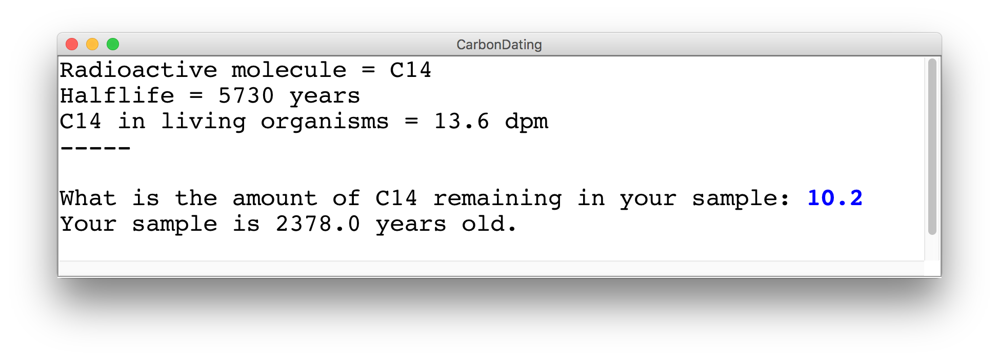 CarbonDating
Radioactive molecule = C14
Halflife = 5730 years
C14 in living organisms = 13.6 dpm
-----
What is the amount of C14 remaining in your sample: 10.2
Your sample is 2378.0 years old.